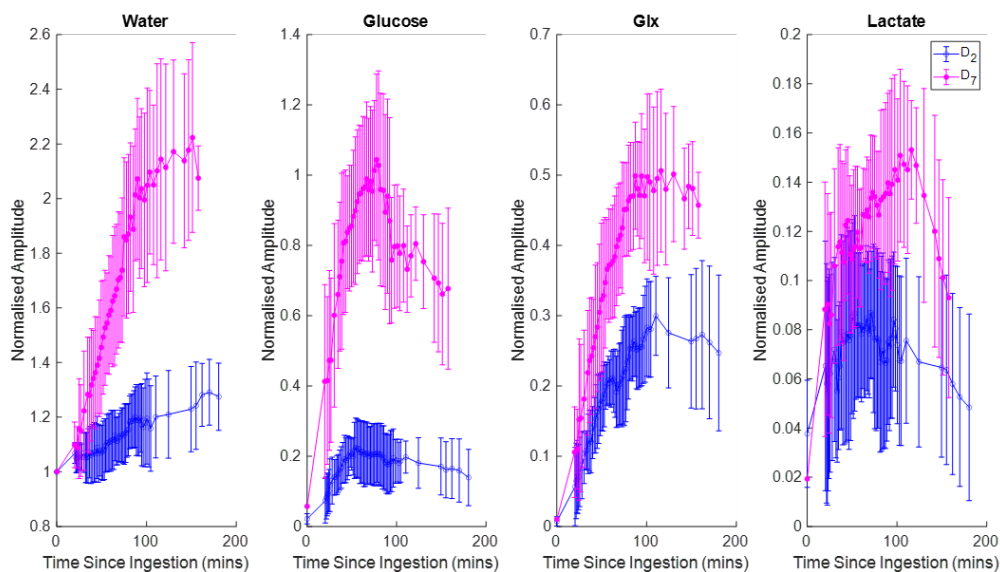 Water
Glucose
Glx
Lactate
D2
D7
Normalised Amplitude
Normalised Amplitude
Normalised Amplitude
Normalised Amplitude
2.6
2.4
2.2
2
1.8
1.6
1.4
1.2
1
0.8
1.4
1.2
1
0.8
0.6
0.4
0.2
0
0.7
0.6
0.5
0.4
0.3
0.2
0.1
0
0.2
0.18
0.16
0.14
0.12
0.1
0.08
0.06
0.04
0.02
0
0 100 200
0 100 200
0 100 200
0 100 200
Time Since Ingestion (mins)
Time Since Ingestion (mins)
Time Since Ingestion (mins)
Time Since Ingestion (mins)